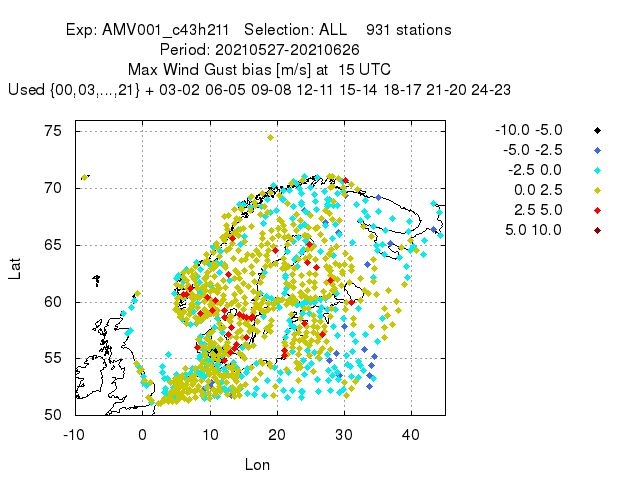 Exp: AMV001_c43h211   Selection: ALL    931 stations
Period: 20210527-20210626
Max Wind Gust bias [m/s] at  15 UTC
Used {00,03,...,21} + 03-02 06-05 09-08 12-11 15-14 18-17 21-20 24-23
-10.0 -5.0
-5.0 -2.5
-2.5 0.0
0.0 2.5
2.5 5.0
5.0 10.0
75
70
65
60
55
50
Lat
-10 0 10 20 30 40
Lon